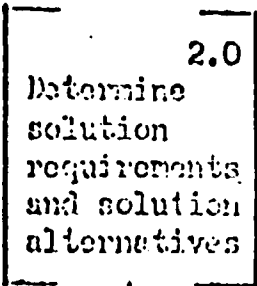 2.0
Determine
solution
requirements
and solution
alternatives